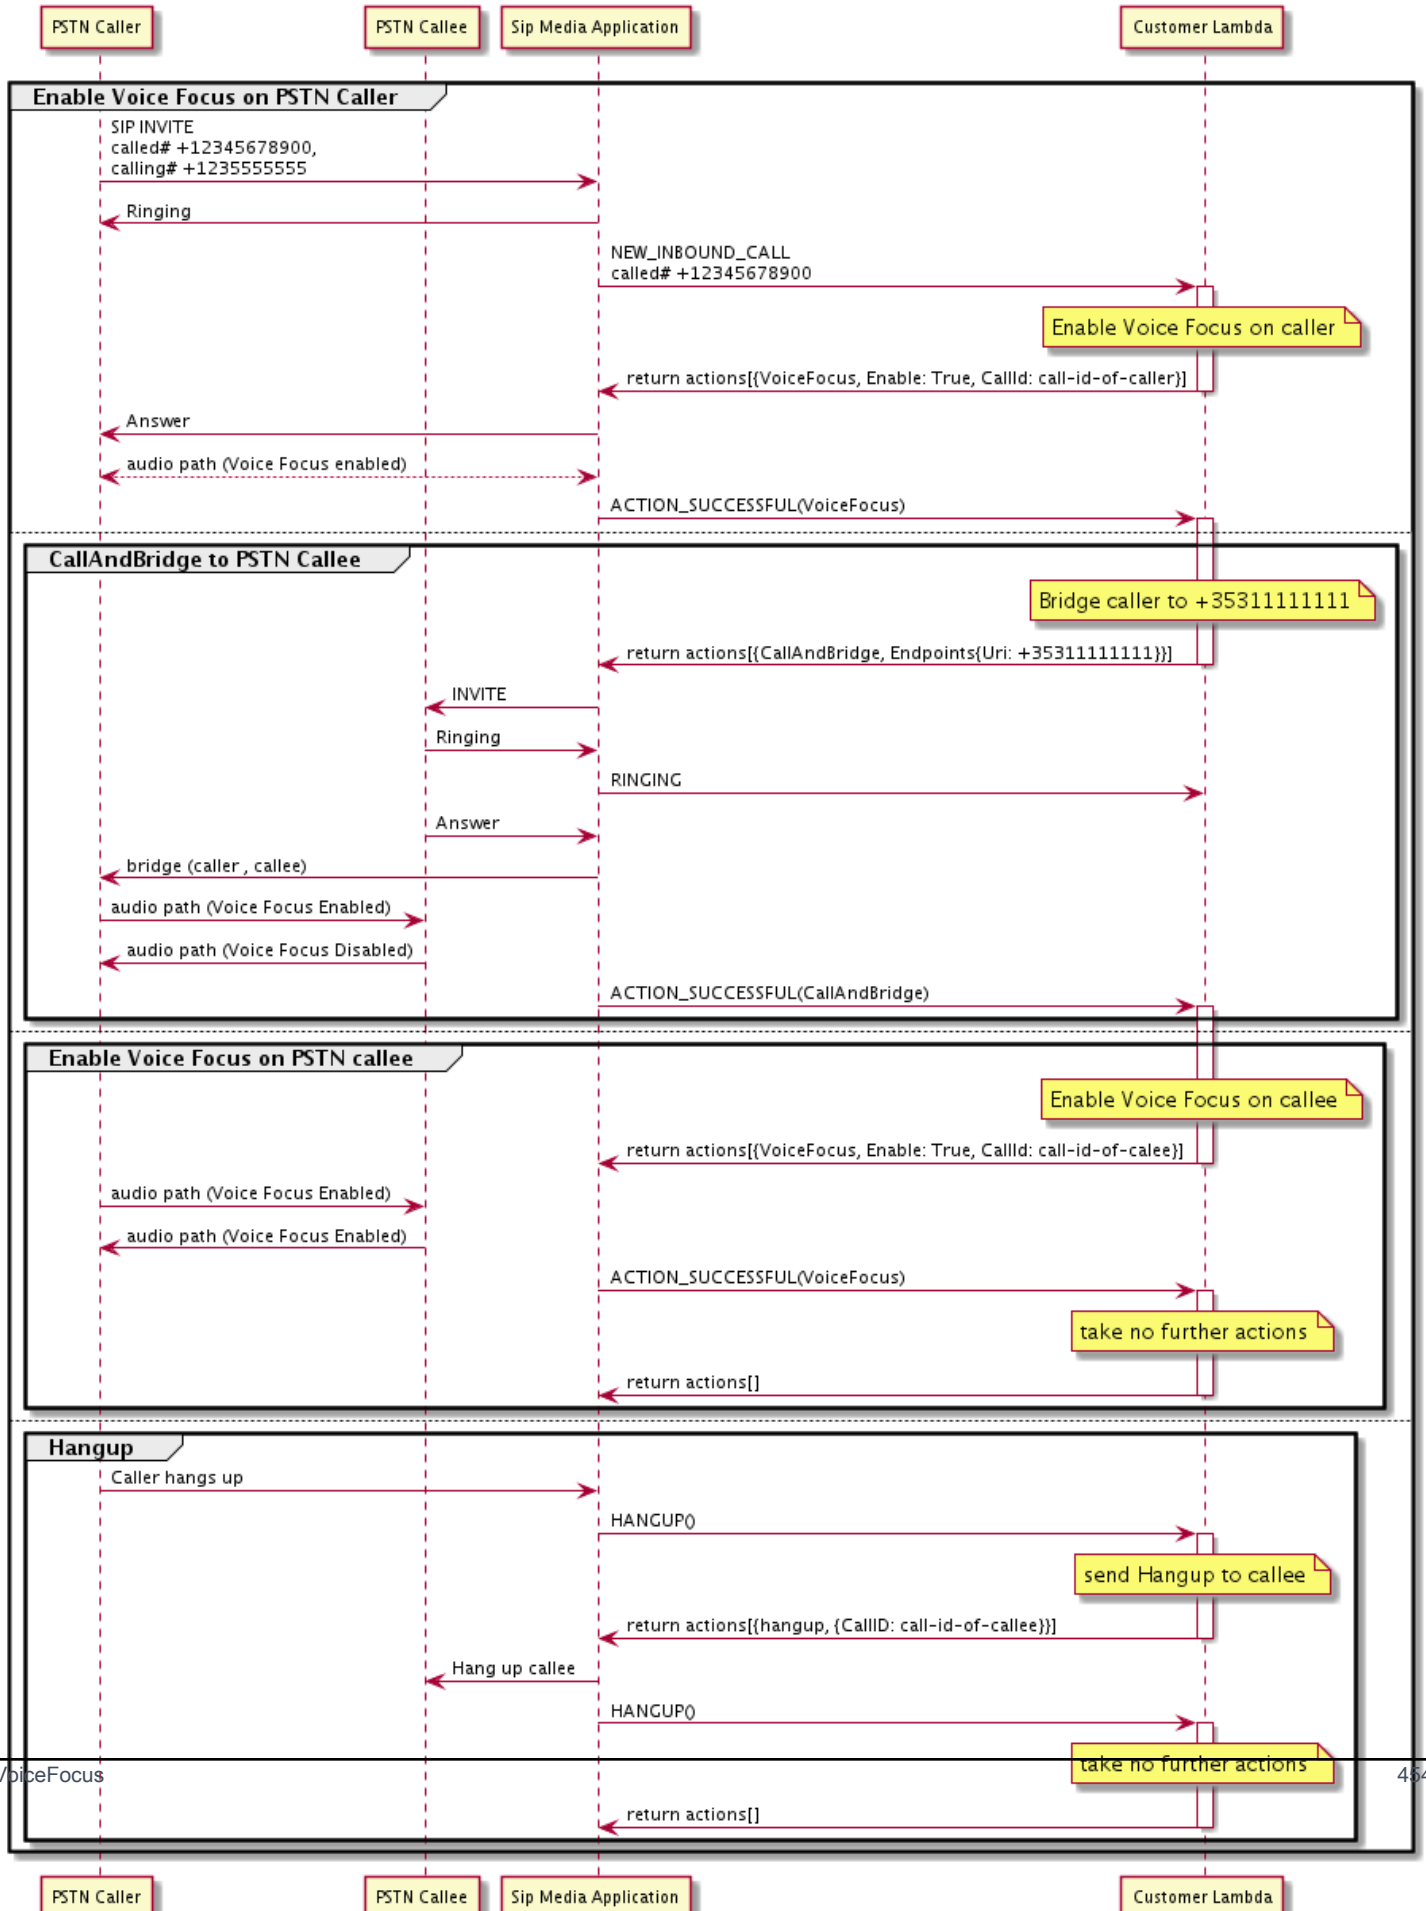 PSTN Caller
PSTN Callee
Sip Media Application
Customer Lambda
Enable Voice Focus on PSTN Caller
SIP INVITE
called# +12345678900,
calling# +1235555555
Ringing
NEW_INBOUND_CALL
called# +12345678900
Enable Voice Focus on caller
return actions[{VoiceFocus, Enable: True, CallId: call-id-of-caller}]
Answer
audio path (Voice Focus enabled)
ACTION_SUCCESSFUL(VoiceFocus)
CallAndBridge to PSTN Callee
Bridge caller to +35311111111
return actions[{CallAndBridge, Endpoints{Uri: +35311111111}}]
INVITE
Ringing
RINGING
Answer
bridge (caller , callee)
audio path (Voice Focus Enabled)
audio path (Voice Focus Disabled)
ACTION_SUCCESSFUL(CallAndBridge)
Enable Voice Focus on PSTN callee
Enable Voice Focus on callee
return actions[{VoiceFocus, Enable: True, CallId: call-id-of-calee}]
audio path (Voice Focus Enabled)
audio path (Voice Focus Enabled)
ACTION_SUCCESSFUL(VoiceFocus)
take no further actions
return actions[]
Hangup
Caller hangs up
HANGUP()
send Hangup to callee
return actions[{hangup, {CallID: call-id-of-callee}}]
Hang up callee
HANGUP()
take no further actions
VoiceFocus
454
return actions[]
PSTN Caller
PSTN Callee
Sip Media Application
Customer Lambda